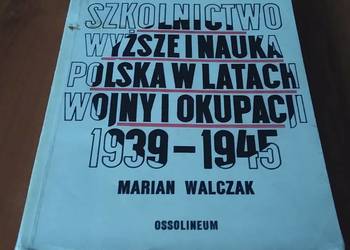 SZKOLNICTWO
WYŻSZE I NAUKA
POLSKA W LATACH
WOJNY I OKUPACJI
1939-1945
MARIAN WALCZAK
OSSOLINEUM